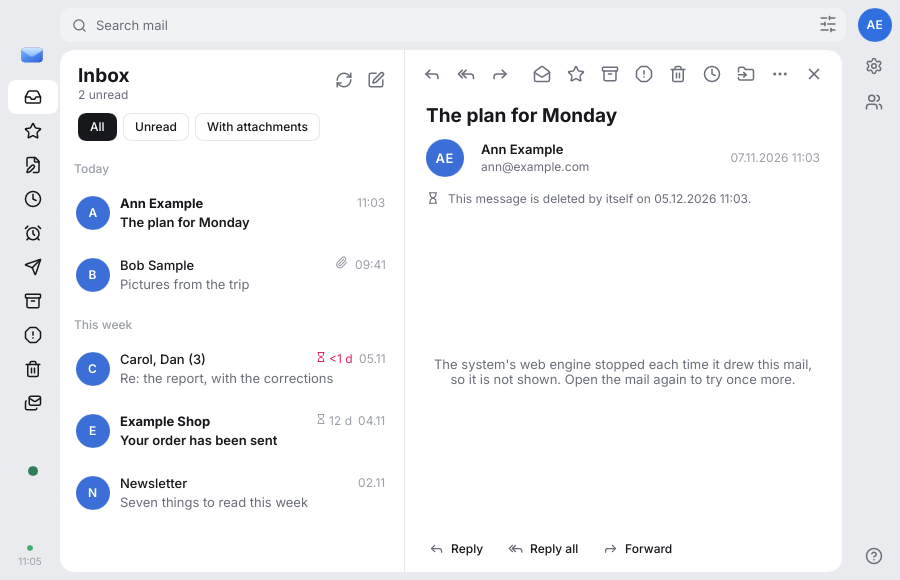 Search mail
AE
Inbox
2 unread
All
Unread
With attachments
Today
A
Ann Example
11:03
The plan for Monday
B
Bob Sample
09:41
Pictures from the trip
This week
C
Carol, Dan (3)
<1 d 05.11
Re: the report, with the corrections
E
Example Shop
12 d 04.11
Your order has been sent
N
Newsletter
02.11
Seven things to read this week
11:05
The plan for Monday
AE
Ann Example
07.11.2026 11:03
ann@example.com
This message is deleted by itself on 05.12.2026 11:03.
The system's web engine stopped each time it drew this mail,
so it is not shown. Open the mail again to try once more.
Reply
Reply all
Forward